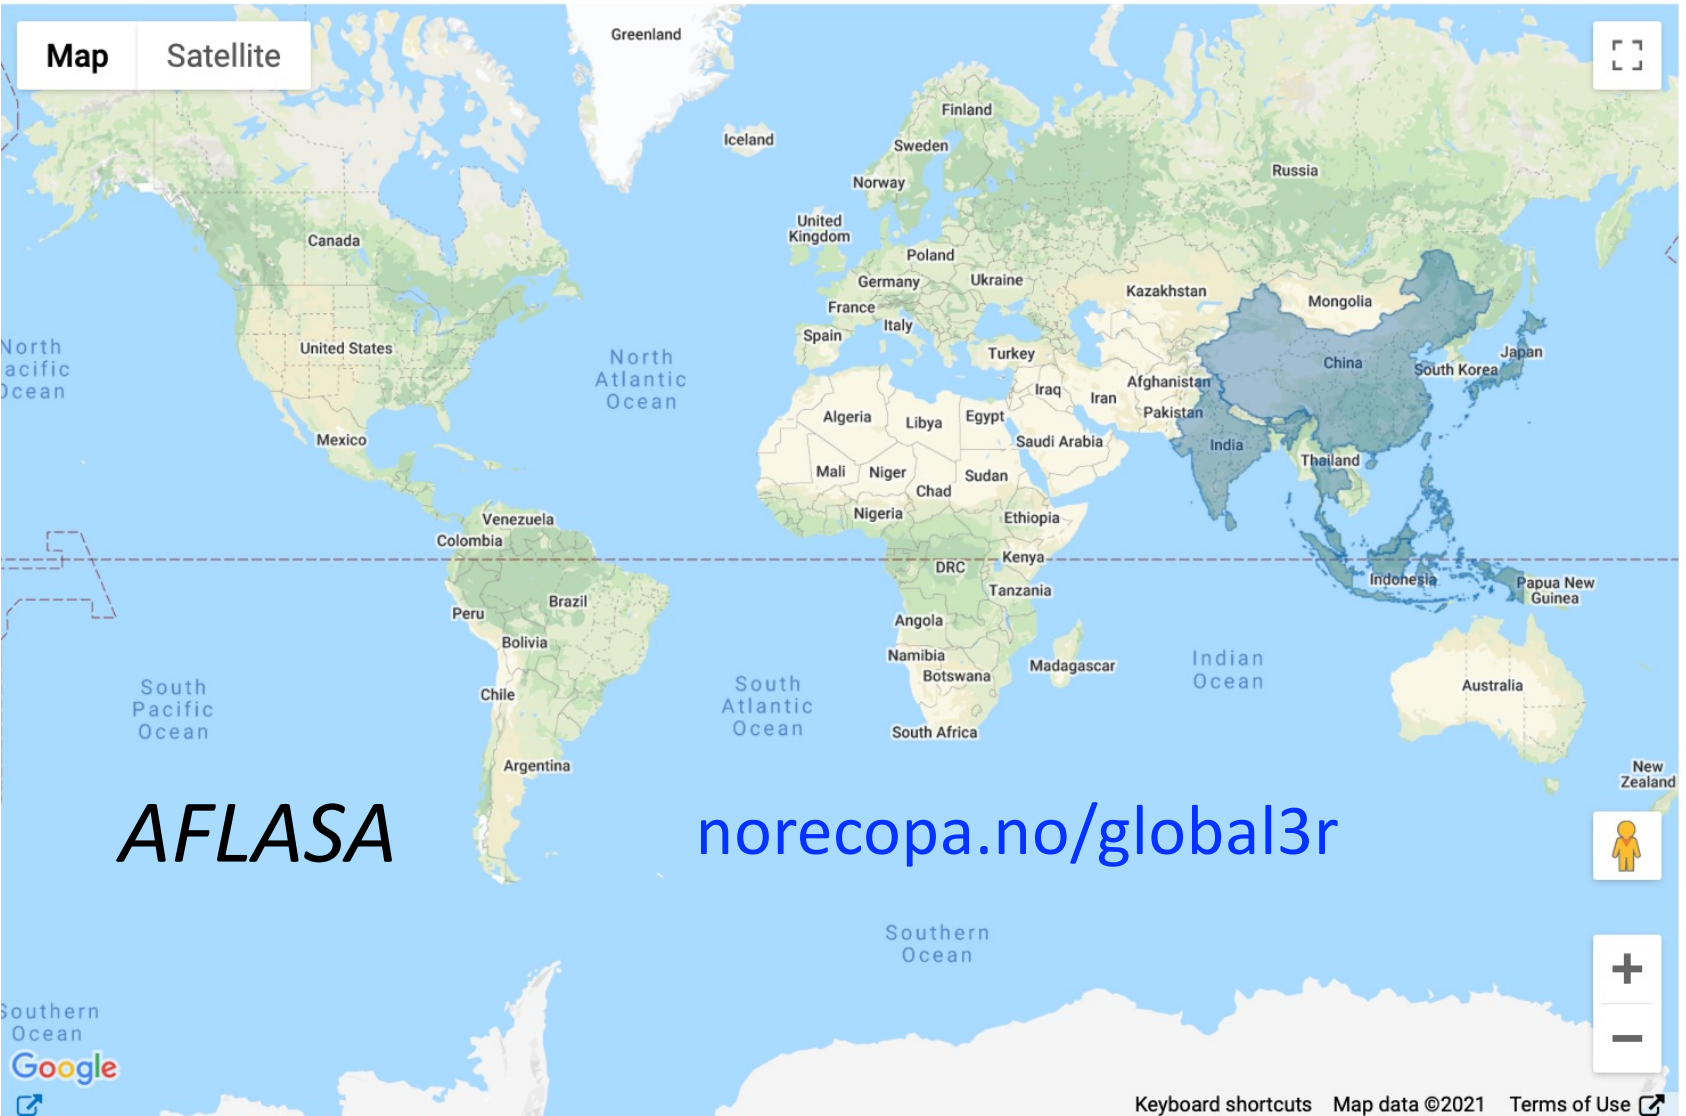 Map
Satellite
Greenland
Iceland
Finland
Sweden
Norway
Russia
United
Kingdom
Poland
Germany
Ukraine
France
Italy
Spain
Turkey
Kazakhstan
Mongolia
Canada
United States
North
acific
Ocean
North
Atlantic
Ocean
China
Japan
South Korea
Afghanistan
Iraq
Iran
Pakistan
Algeria
Libya
Egypt
Saudi Arabia
India
Thailand
Mexico
Mali
Niger
Sudan
Chad
Nigeria
Ethiopia
Venezuela
Colombia
Kenya
DRC
Tanzania
Indonesia
Papua New
Guinea
Peru
Brazil
Angola
Bolivia
Namibia
Botswana
Madagascar
Indian
Ocean
Australia
South
Pacific
Ocean
Chile
South
Atlantic
Ocean
South Africa
Argentina
New
Zealand
AFLASA
norecopa.no/global3r
Southern
Ocean
Southern
Ocean
Google
Keyboard shortcuts
Map data ©2021
Terms of Use